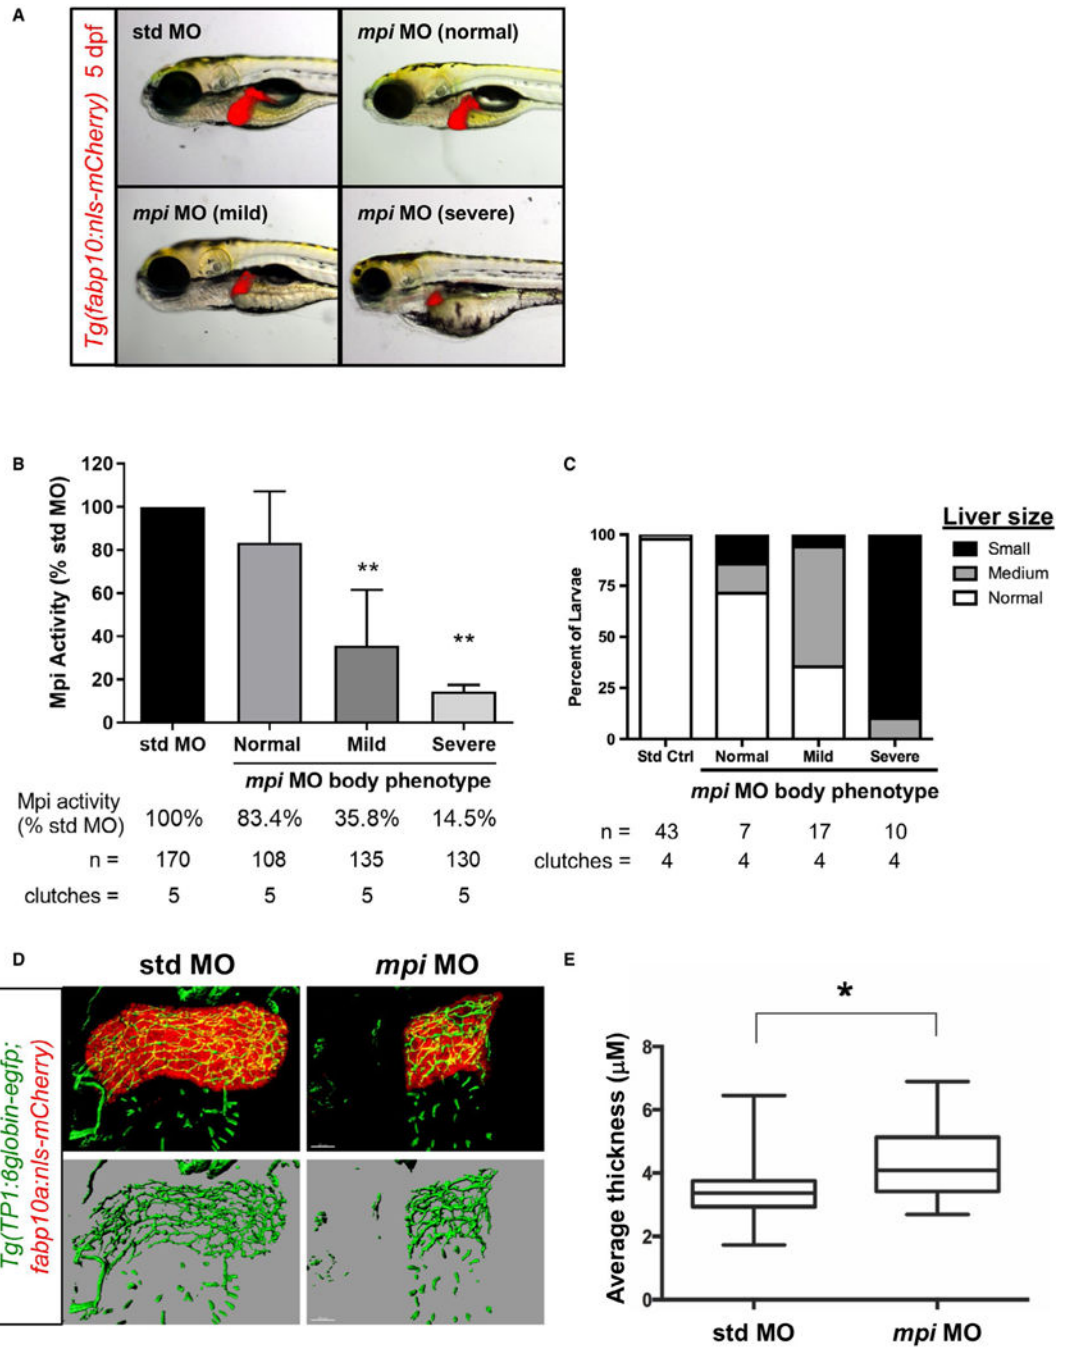 A
Tg(fabp10:nls-mCherry) 5 dpf
std MO
mpi MO (normal)
mpi MO (mild)
mpi MO (severe)
B
Mpi Activity (% std MO)
120
100
80
60
40
20
0
**
**
std MO Normal Mild Severe
mpi MO body phenotype
Mpi activity
(% std MO) 100% 83.4% 35.8% 14.5%
n = 170 108 135 130
clutches = 5 5 5 5
C
Percent of Larvae
100
75
50
25
0
Liver size
Small
Medium
Normal
Std Ctrl Normal Mild Severe
mpi MO body phenotype
n = 43 7 17 10
clutches = 4 4 4 4
D
std MO mpi MO
Tg(TP1:ϐglobin-egfp;
fabp10a:nls-mCherry)
E
*
Average thickness (µM)
8
6
4
2
0
std MO mpi MO